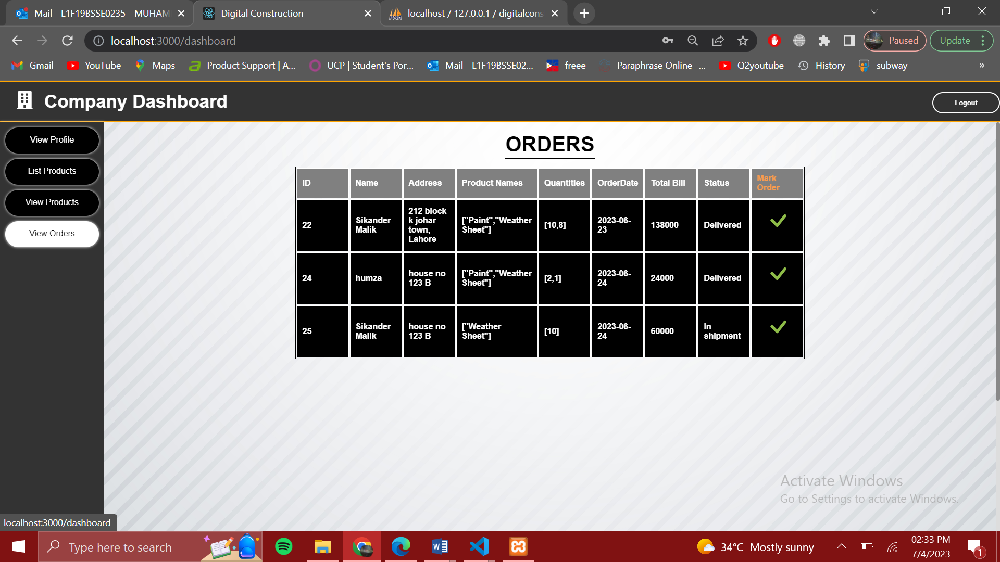 Mail - L1F19BSSE0235 - MUHAM
Digital Construction
localhost / 127.0.0.1 / digitalcons
localhost:3000/dashboard
Paused
Update
Gmail
YouTube
Maps
Product Support | A...
UCP | Student's Por...
Mail - L1F19BSSE02...
freee
Paraphrase Online -...
Q2youtube
History
subway
»
Company Dashboard
Logout
View Profile
List Products
View Products
View Orders
ORDERS
ID
Name
Address
Product Names
Quantities
OrderDate
Total Bill
Status
Mark
Order
22
Sikander
Malik
212 block
k johar
town,
Lahore
["Paint","Weather
Sheet"]
[10,8]
2023-06-
23
138000
Delivered
24
humza
house no
123 B
["Paint","Weather
Sheet"]
[2,1]
2023-06-
24
24000
Delivered
25
Sikander
Malik
house no
123 B
["Weather
Sheet"]
[10]
2023-06-
24
60000
In
shipment
Activate Windows
Go to Settings to activate Windows.
localhost:3000/dashboard
Type here to search
34°C Mostly sunny
02:33 PM
7/4/2023
1